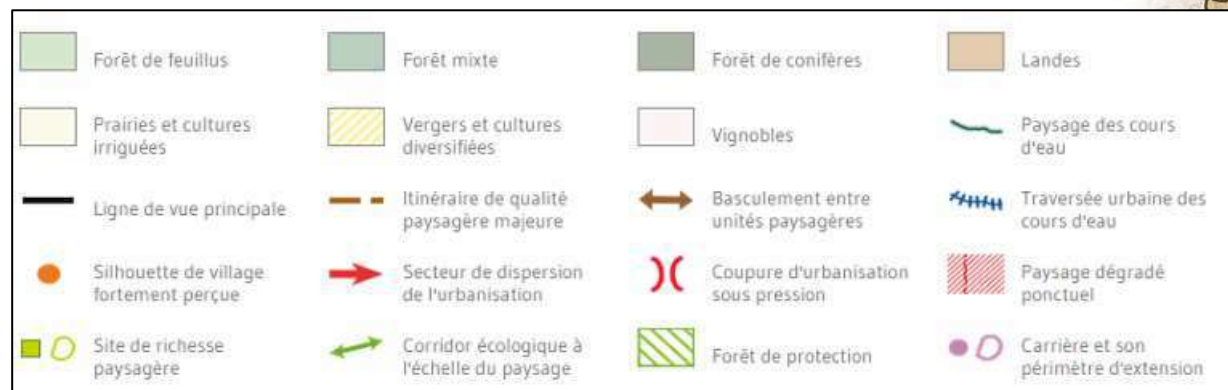 Forêt de feuillus
Forêt mixte
Forêt de conifères
Landes
Prairies et cultures
irriguées
Vergers et cultures
diversifiées
Vignobles
Paysage des cours
d'eau
Ligne de vue principale
Itinéraire de qualité
paysagère majeure
Basculement entre
unités paysagères
Traversée urbaine des
cours d'eau
Silhouette de village
fortement perçue
Secteur de dispersion
de l'urbanisation
Coupure d'urbanisation
sous pression
Paysage dégradé
ponctuel
Site de richesse
paysagère
Corridor écologique à
l'échelle du paysage
Forêt de protection
Carrière et son
périmètre d'extension